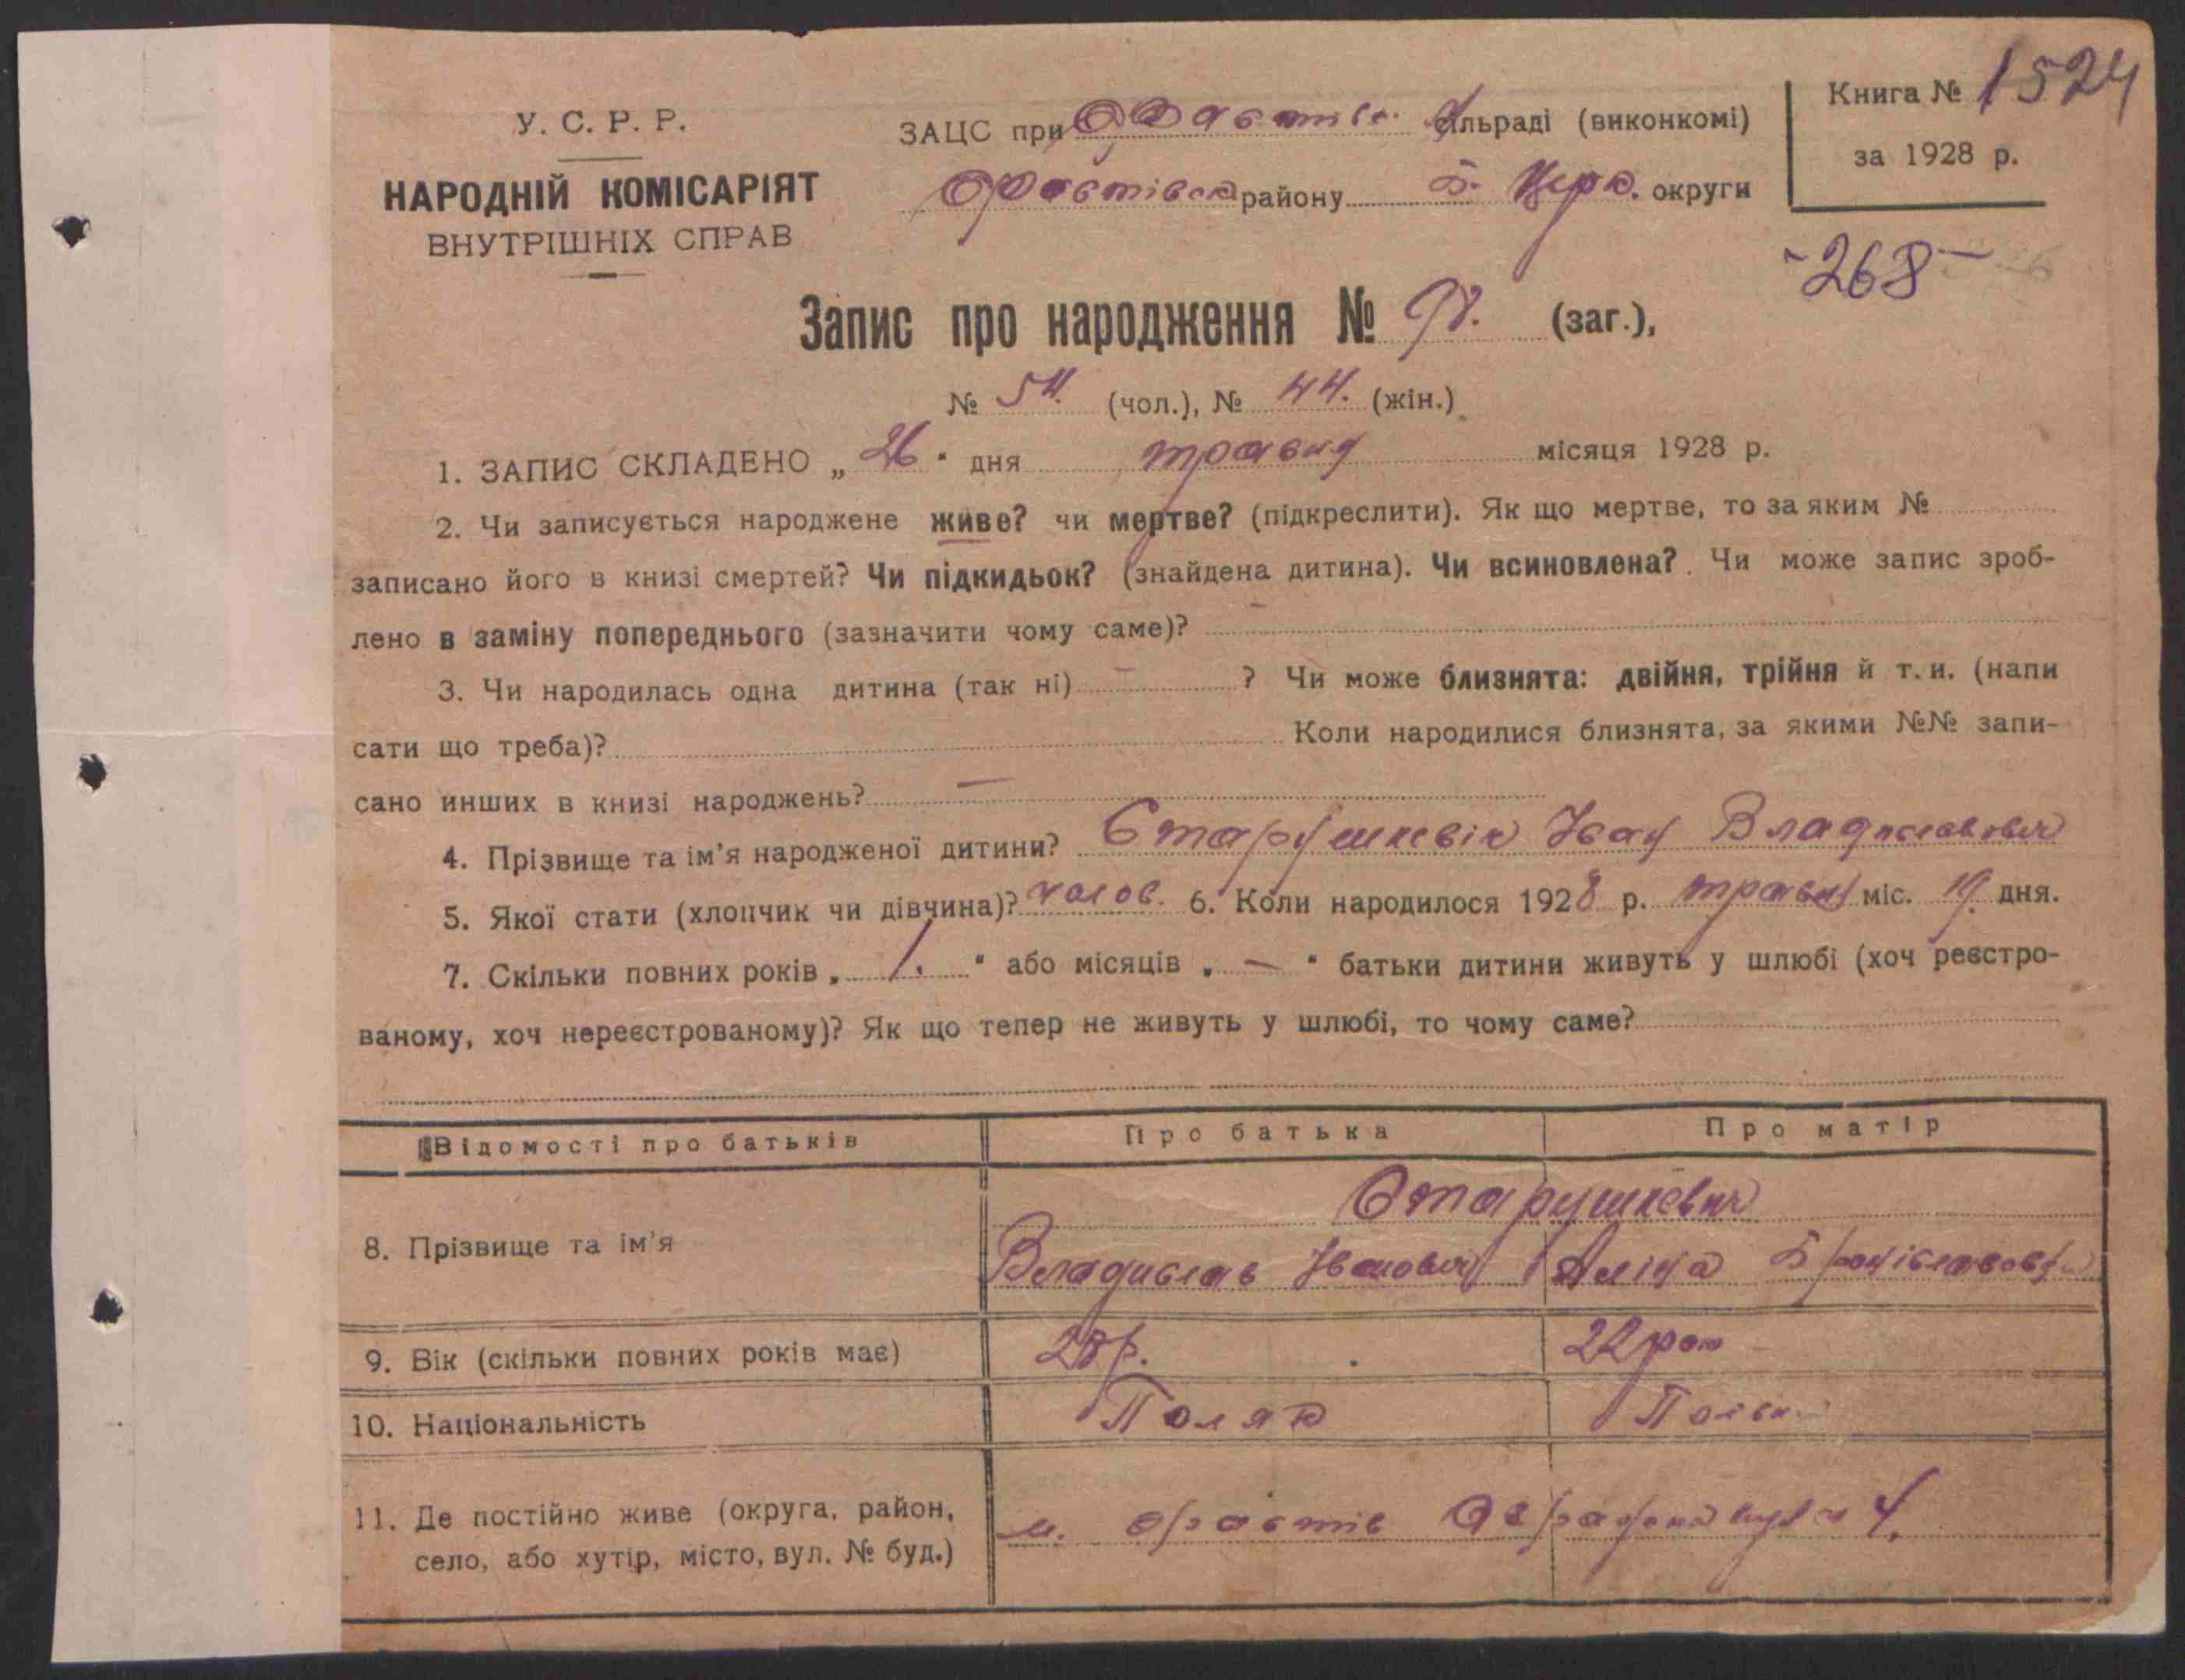 У. С. Р. Р.
НАРОДНІЙ КОМІСАРІЯТ
ВНУТРІШНІХ СПРАВ
ЗАЦС при Фастівс. сільраді (виконкомі)
Фастівськ району Б. Церк. округи
Книга № 1524
за 1928 р.
-268-
Запис про народження № 98. (заг.),
№ 54. (чол.), № 44. (жін.)
1. ЗАПИС СКЛАДЕНО „ 26 " дня травня місяця 1928 р.
2. Чи записується народжене живе? чи мертве? (підкреслити). Як що мертве, то за яким №
записано його в книзі смертей? Чи підкидьок? (знайдена дитина). Чи всиновлена? Чи може запис зроб-
лено в заміну попереднього (зазначити чому саме)? —
3. Чи народилась одна дитина (так ні) — ? Чи може близнята: двійня, трійня й т. и. (напи
сати що треба)? Коли народилися близнята, за якими №№ запи-
сано инших в книзі народжень? —
4. Прізвище та ім'я народженої дитини? Старушкевіч Іван Владиславович
5. Якої стати (хлопчик чи дівчина)? чолов. 6. Коли народилося 1928 р. травня міс. 19. дня.
7. Скільки повних років „ 1. " або місяців „ — " батьки дитини живуть у шлюбі (хоч реєстро-
ваному, хоч нереєстрованому)? Як що тепер не живуть у шлюбі, то чому саме?
Відомості про батьків Про батька Про матір
Старушкевич
8. Прізвище та ім'я Владислав Іванович Аліна Броніславовна
9. Вік (скільки повних років має) 28 р. 22 рок
10. Національність Поляк Полька
11. Де постійно живе (округа, район, м. Фастів 4.
село, або хутір, місто, вул. № буд.)